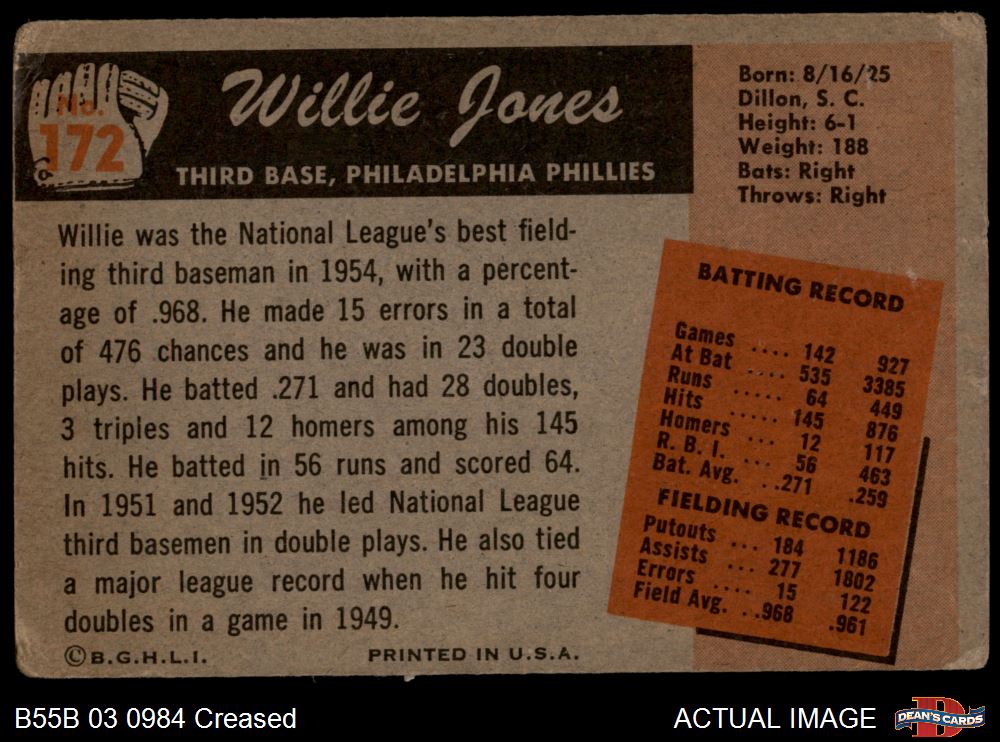 No.
172
Willie Jones
THIRD BASE, PHILADELPHIA PHILLIES
Born: 8/16/25
Dillon, S. C.
Height: 6-1
Weight: 188
Bats: Right
Throws: Right
Willie was the National League's best field-
ing third baseman in 1954, with a percent-
age of .968. He made 15 errors in a total
of 476 chances and he was in 23 double
plays. He batted .271 and had 28 doubles,
3 triples and 12 homers among his 145
hits. He batted in 56 runs and scored 64.
In 1951 and 1952 he led National League
third basemen in double plays. He also tied
a major league record when he hit four
doubles in a game in 1949.
©B.G.H.L.I. PRINTED IN U.S.A.
BATTING RECORD
Games .... 142 927
At Bat .... 535 3385
Runs ..... 64 449
Hits ..... 145 876
Homers ... 12 117
R. B. I. ... 56 463
Bat. Avg. ..271 .259
FIELDING RECORD
Putouts ... 184 1186
Assists ... 277 1802
Errors .... 15 122
Field Avg. ..968 .961
B55B 03 0984 Creased
ACTUAL IMAGE
DEAN'S CARDS